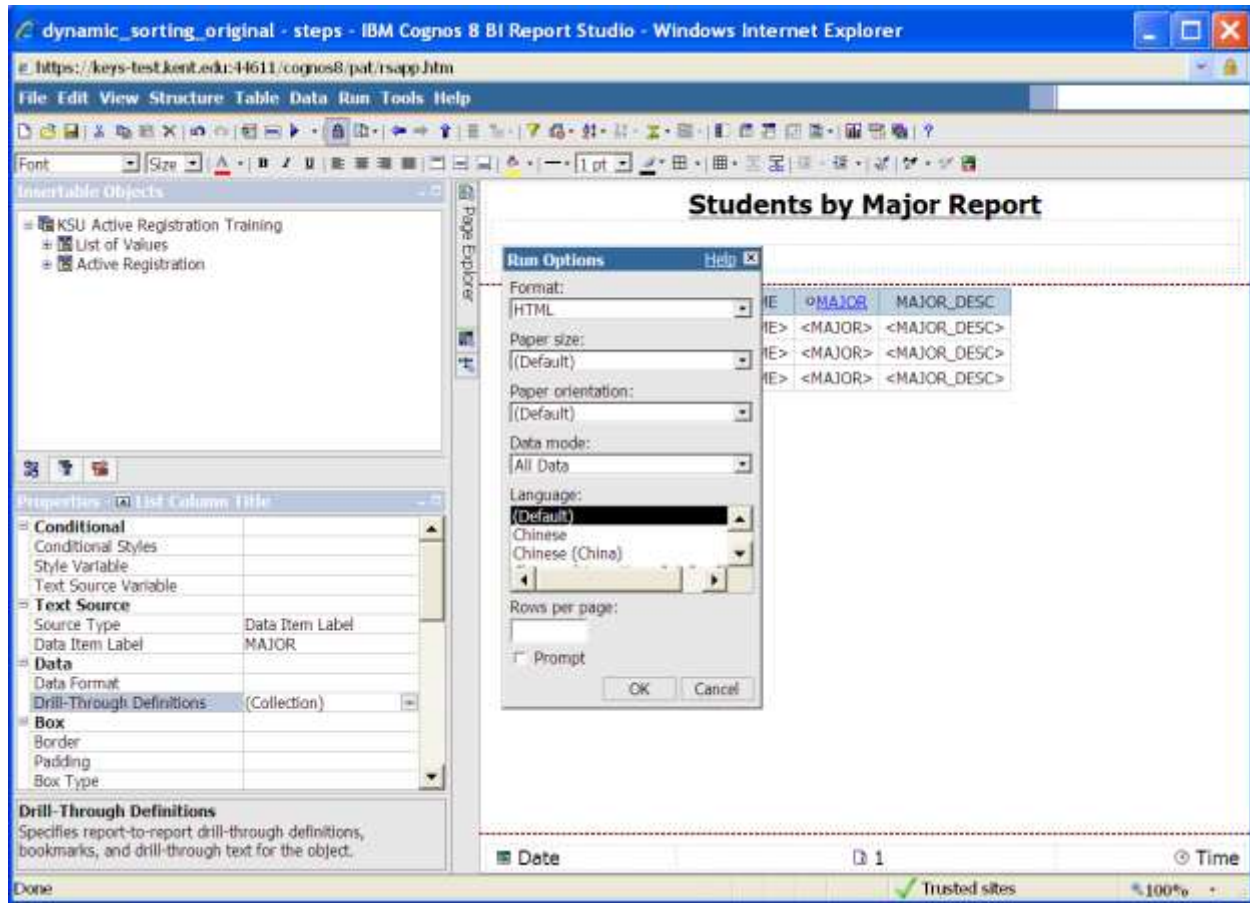 dynamic_sorting_original - steps - IBM Cognos 8 BI Report Studio - Windows Internet Explorer
https://keys-test.kent.edu:44611/cognos8/pat/rsapp.htm
File Edit View Structure Table Data Run Tools Help
Font Size 1 pt
Insertable Objects
KSU Active Registration Training
List of Values
Active Registration
Properties - List Column Title
Conditional
Conditional Styles
Style Variable
Text Source Variable
Text Source
Source Type Data Item Label
Data Item Label MAJOR
Data
Data Format
Drill-Through Definitions (Collection)
Box
Border
Padding
Box Type
Drill-Through Definitions
Specifies report-to-report drill-through definitions,
bookmarks, and drill-through text for the object.
Page Explorer
Students by Major Report
Run Options Help
Format:
HTML
Paper size:
(Default)
Paper orientation:
(Default)
Data mode:
All Data
Language:
(Default)
Chinese
Chinese (China)
Rows per page:
Prompt
OK Cancel
ME MAJOR MAJOR_DESC
ME> <MAJOR> <MAJOR_DESC>
ME> <MAJOR> <MAJOR_DESC>
ME> <MAJOR> <MAJOR_DESC>
Date 1 Time
Done Trusted sites 100%